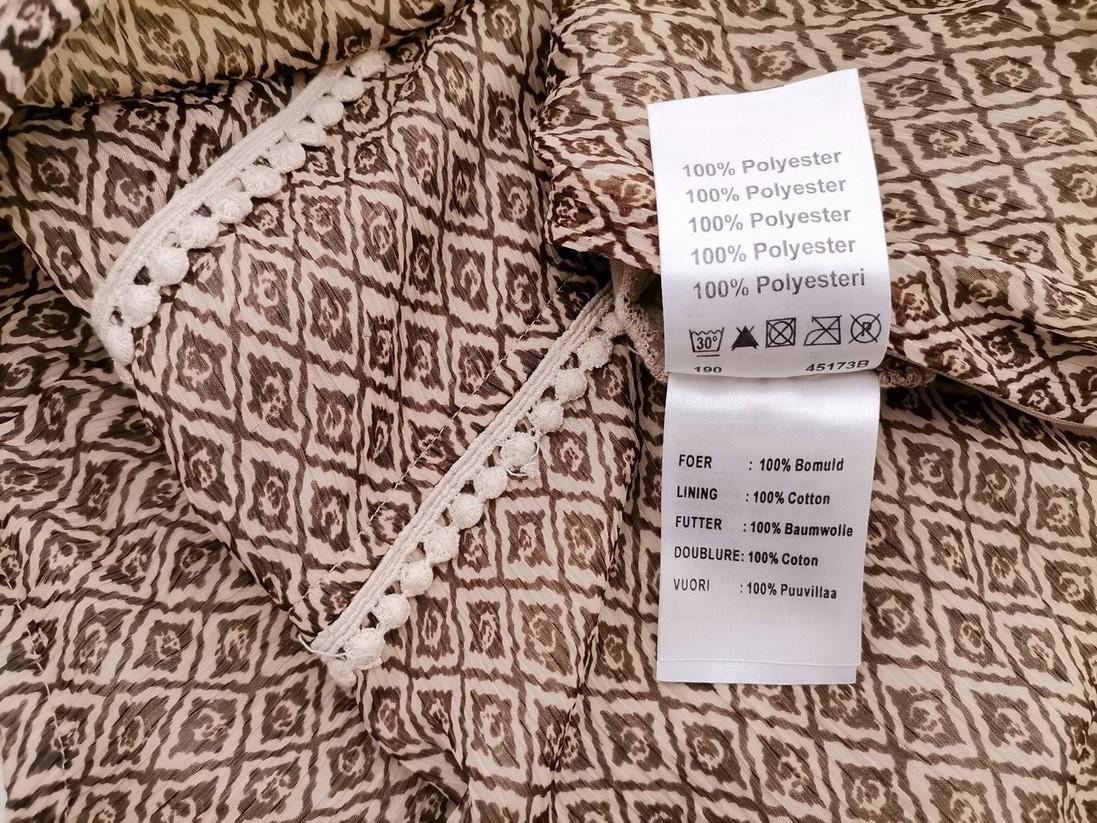 100% Polyester
100% Polyester
100% Polyester
100% Polyester
100% Polyesteri
30°
190 45173B
FOER : 100% Bomuld
LINING : 100% Cotton
FUTTER : 100% Baumwolle
DOUBLURE: 100% Coton
VUORI : 100% Puuvillaa